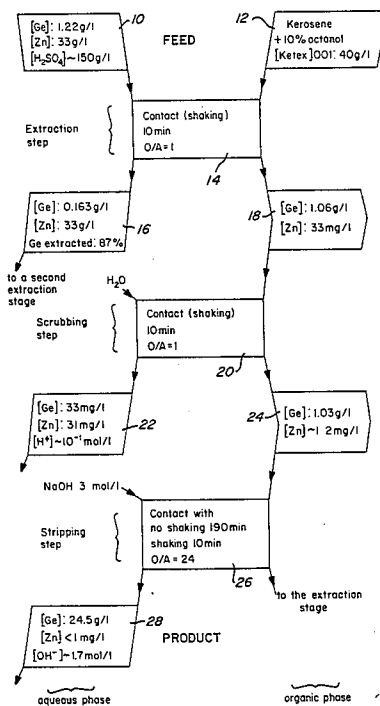 [Ge]: 1.22g/l
[Zn]: 33g/l
[H₂SO₄]~150g/l
10
FEED
12
Kerosene
+10% octanol
[Ketex]001: 40g/l
Extraction
step
Contact (shaking)
10min
O/A=1
14
[Ge]: 0.163g/l
[Zn]: 33g/l
Ge extracted: 87%
16
18
[Ge]: 1.06g/l
[Zn]: 33mg/l
to a second
extraction
stage
H₂O
Scrubbing
step
Contact (shaking)
10min
O/A=1
20
[Ge]: 33mg/l
[Zn]: 31mg/l
[H⁺]~10⁻¹mol/l
22
24
[Ge]: 1.03g/l
[Zn]~1 2mg/l
NaOH 3 mol/l
Stripping
step
Contact with
no shaking 190min
shaking 10min
O/A = 24
26
to the extraction
stage
[Ge]: 24.5g/l
[Zn]<1mg/l
[OH⁻]~1.7mol/l
28
PRODUCT
aqueous phase
organic phase